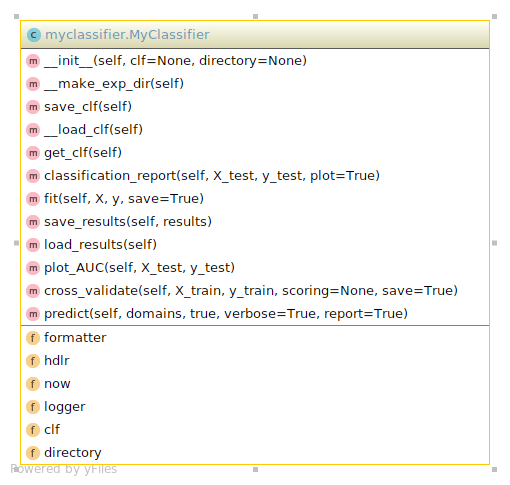 C myclassifier.MyClassifier
m __init__(self, clf=None, directory=None)
m __make_exp_dir(self)
m save_clf(self)
m __load_clf(self)
m get_clf(self)
m classification_report(self, X_test, y_test, plot=True)
m fit(self, X, y, save=True)
m save_results(self, results)
m load_results(self)
m plot_AUC(self, X_test, y_test)
m cross_validate(self, X_train, y_train, scoring=None, save=True)
m predict(self, domains, true, verbose=True, report=True)
f formatter
f hdlr
f now
f logger
f clf
f directory
Powered by yFiles